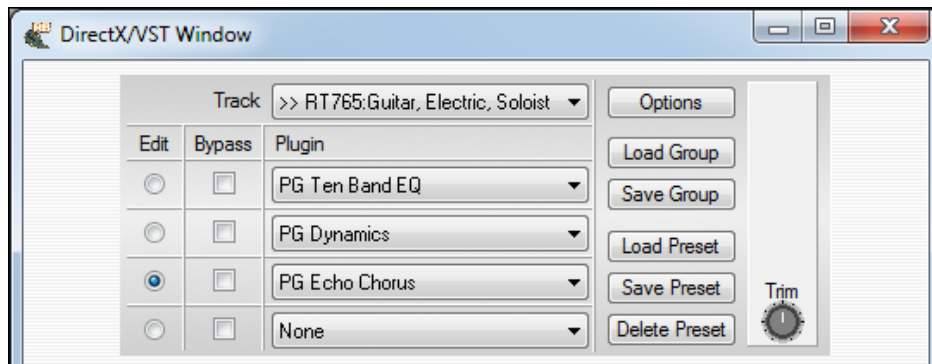 DirectX/VST Window
Track >> RT765:Guitar, Electric, Soloist Options
Edit Bypass Plugin
Load Group
PG Ten Band EQ
Save Group
PG Dynamics
Load Preset
PG Echo Chorus
Save Preset
Trim
None
Delete Preset